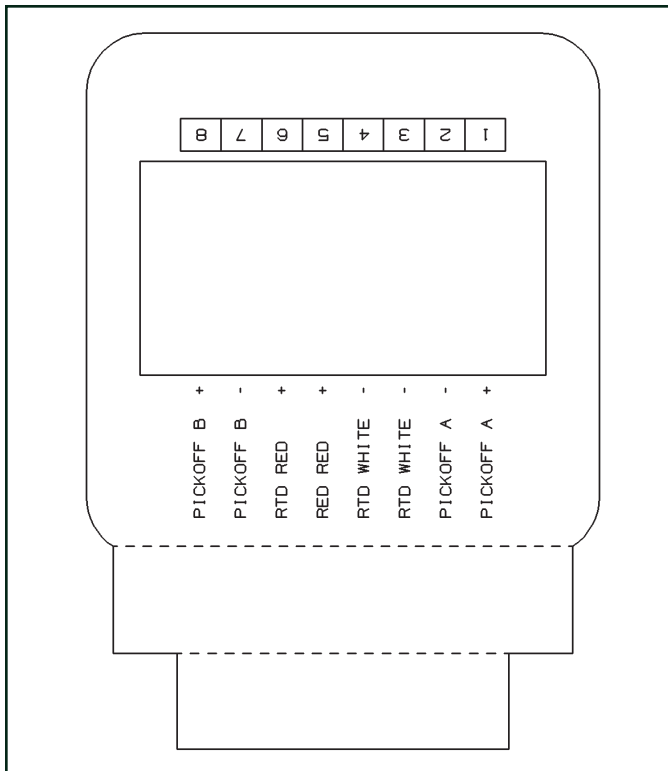 8 7 6 5 4 3 2 1
PICKOFF B +
PICKOFF B -
RTD RED +
RED RED +
RTD WHITE -
RTD WHITE -
PICKOFF A -
PICKOFF A +